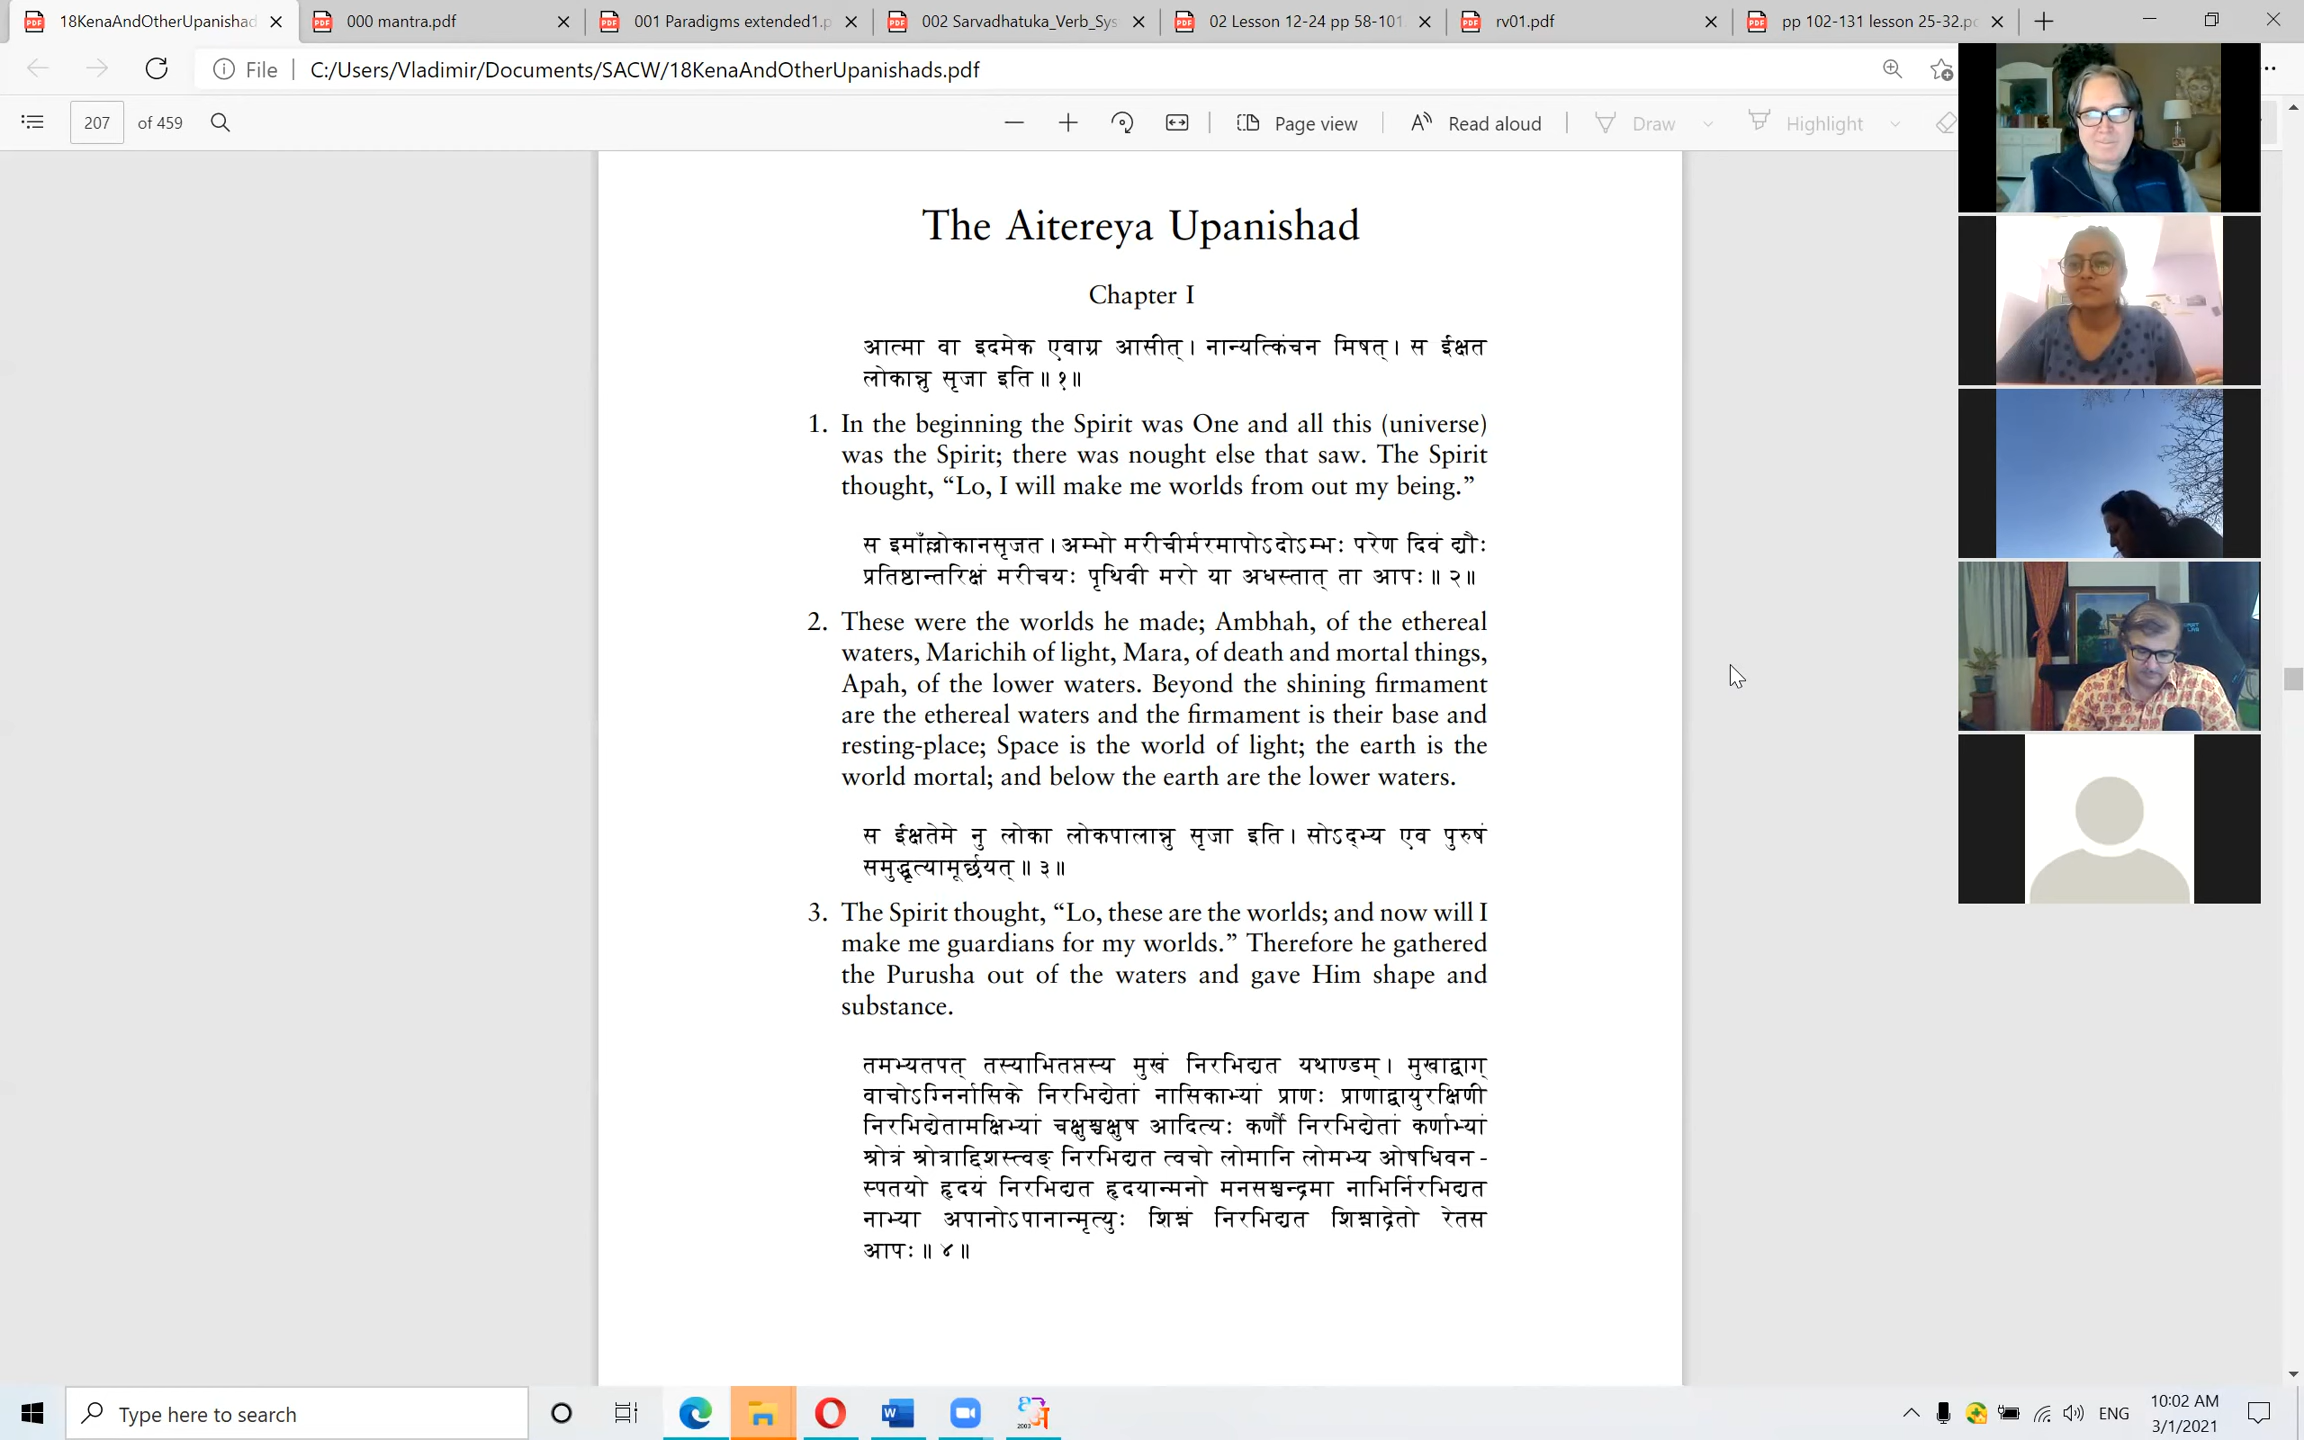 18KenaAndOtherUpanishad
000 mantra.pdf
001 Paradigms extended1.p
002 Sarvadhatuka_Verb_Sys
02 Lesson 12-24 pp 58-101.
rv01.pdf
pp 102-131 lesson 25-32.pc
File
C:/Users/Vladimir/Documents/SACW/18KenaAndOtherUpanishads.pdf
207 of 459
Page view
Read aloud
Draw
Highlight
The Aitereya Upanishad
Chapter I
आत्मा वा इदमेक एवाग्र आसीत्। नान्यत्किंचन मिषत्। स ईक्षत
लोकान्नु सृजा इति॥१॥
1. In the beginning the Spirit was One and all this (universe)
was the Spirit; there was nought else that saw. The Spirit
thought, “Lo, I will make me worlds from out my being.”
स इमाँल्लोकानसृजत। अम्भो मरीचीर्मरमापोऽदोऽम्भः परेण दिवं द्यौः
प्रतिष्ठान्तरिक्षं मरीचयः पृथिवी मरो या अधस्तात् ता आपः॥२॥
2. These were the worlds he made; Ambhah, of the ethereal
waters, Marichih of light, Mara, of death and mortal things,
Apah, of the lower waters. Beyond the shining firmament
are the ethereal waters and the firmament is their base and
resting-place; Space is the world of light; the earth is the
world mortal; and below the earth are the lower waters.
स ईक्षतेमे नु लोका लोकपालान्नु सृजा इति। सोऽद्भ्य एव पुरुषं
समुद्धृत्यामूर्छयत्॥३॥
3. The Spirit thought, “Lo, these are the worlds; and now will I
make me guardians for my worlds.” Therefore he gathered
the Purusha out of the waters and gave Him shape and
substance.
तमभ्यतपत् तस्याभितप्तस्य मुखं निरभिद्यत यथाण्डम्। मुखाद्वाग्
वाचोऽग्निर्नासिके निरभिद्येतां नासिकाभ्यां प्राणः प्राणाद्वायुरक्षिणी
निरभिद्येतामक्षिभ्यां चक्षुश्चक्षुष आदित्यः कर्णौ निरभिद्येतां कर्णाभ्यां
श्रोत्रं श्रोत्राद्दिशस्त्वङ् निरभिद्यत त्वचो लोमानि लोमभ्य ओषधिवन-
स्पतयो हृदयं निरभिद्यत हृदयान्मनो मनसश्चन्द्रमा नाभिर्निरभिद्यत
नाभ्या अपानोऽपानान्मृत्युः शिश्नं निरभिद्यत शिश्नाद्रेतो रेतस
आपः॥४॥
Type here to search
ENG
10:02 AM
3/1/2021